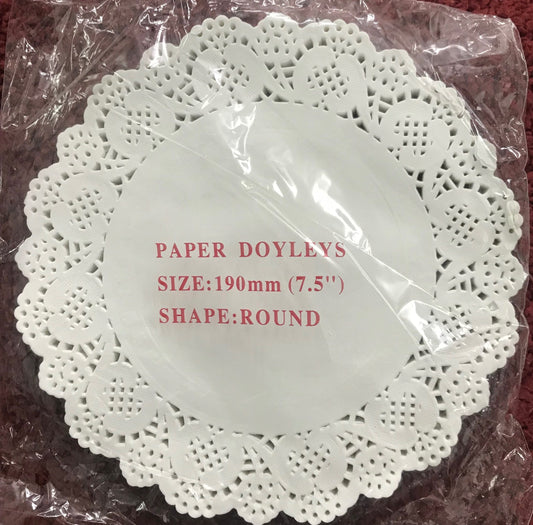 PAPER DOYLEYS
SIZE:190mm (7.5")
SHAPE:ROUND